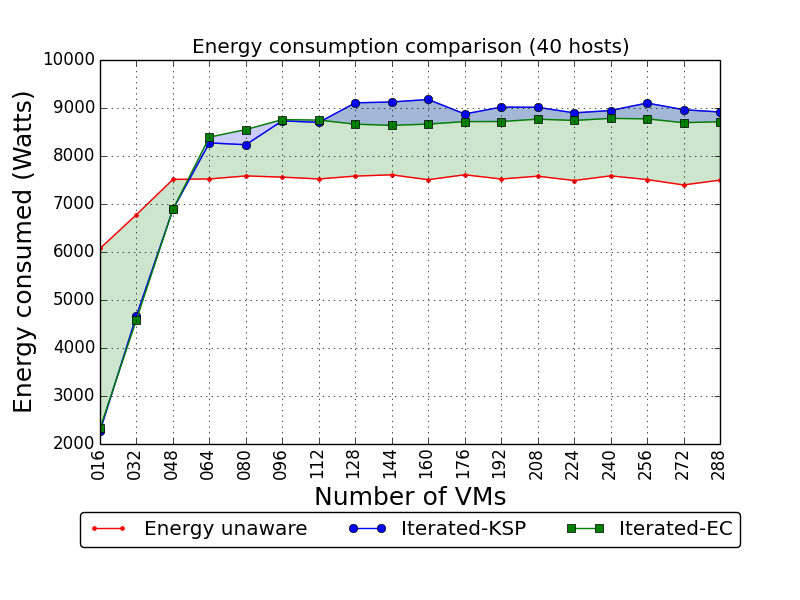 Energy consumption comparison (40 hosts)
10000
9000
8000
7000
6000
5000
4000
3000
2000
Energy consumed (Watts)
016 032 048 064 080 096 112 128 144 160 176 192 208 224 240 256 272 288
Number of VMs
Energy unaware Iterated-KSP Iterated-EC